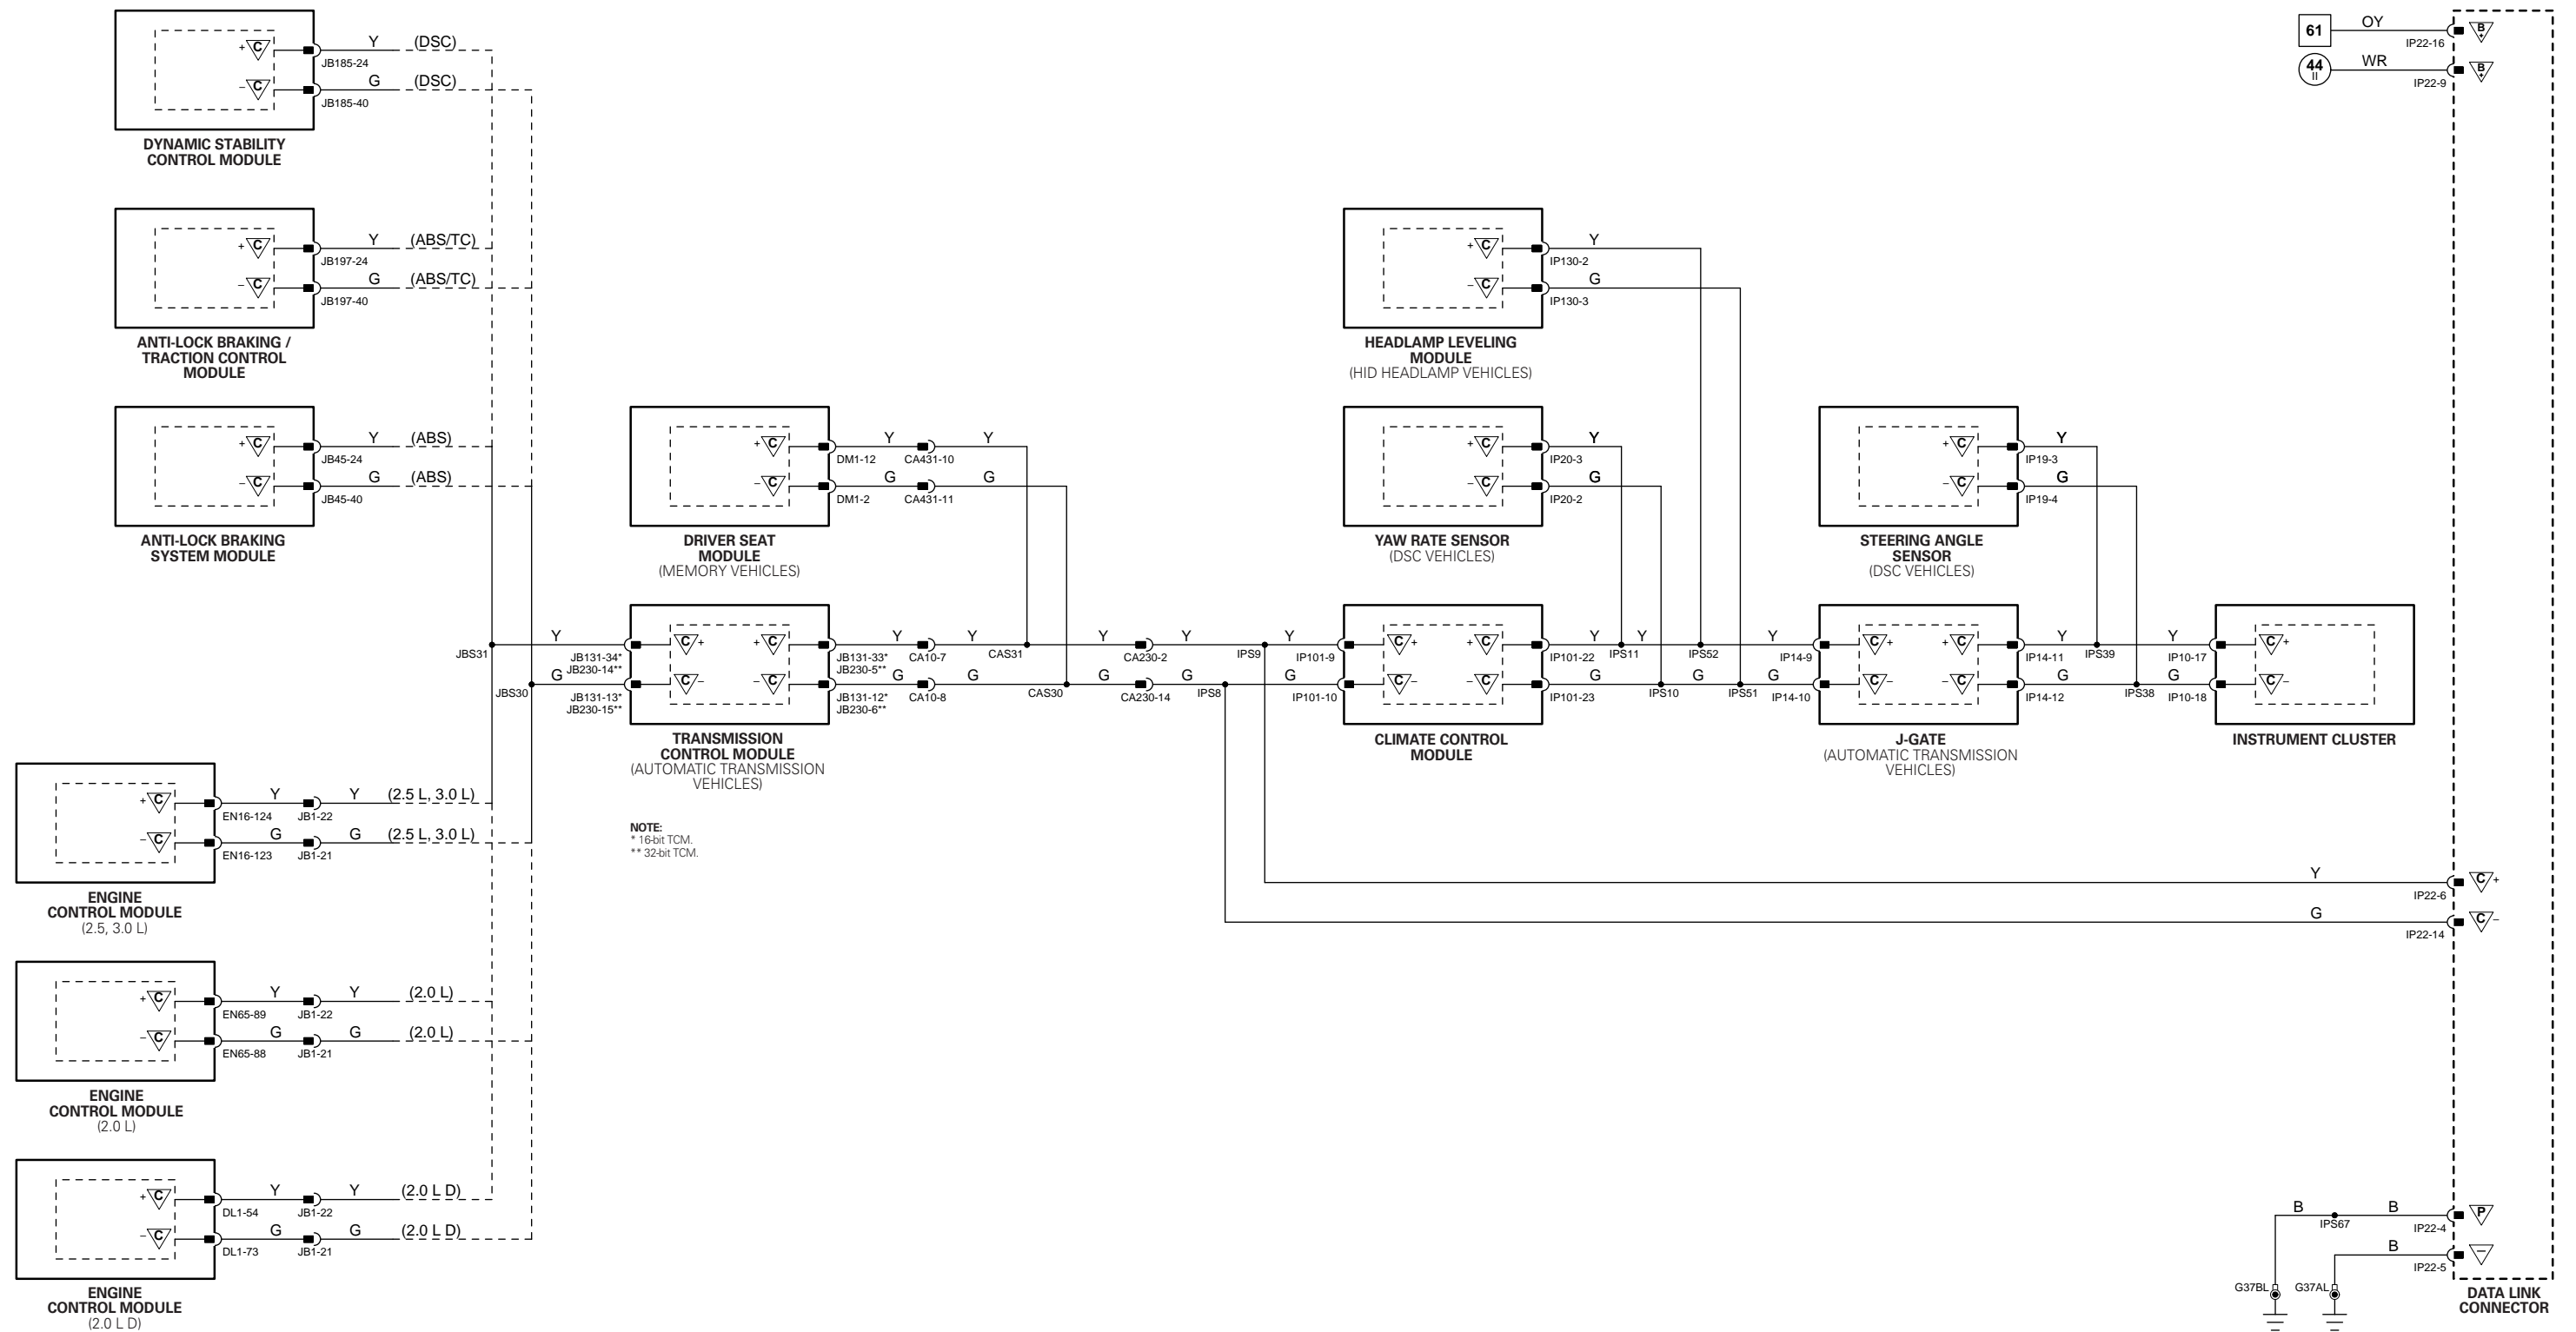 Y (DSC)
+ C
JB185-24
G (DSC)
– C
JB185-40
DYNAMIC STABILITY
CONTROL MODULE
Y (ABS/TC)
+ C
JB197-24
G (ABS/TC)
– C
JB197-40
ANTI-LOCK BRAKING /
TRACTION CONTROL
MODULE
Y (ABS)
+ C
JB45-24
G (ABS)
– C
JB45-40
ANTI-LOCK BRAKING
SYSTEM MODULE
JBS31
JBS30
Y Y (2.5 L, 3.0 L)
+ C
EN16-124 JB1-22
G G (2.5 L, 3.0 L)
– C
EN16-123 JB1-21
ENGINE
CONTROL MODULE
(2.5, 3.0 L)
Y Y (2.0 L)
+ C
EN65-89 JB1-22
G G (2.0 L)
– C
EN65-88 JB1-21
ENGINE
CONTROL MODULE
(2.0 L)
Y Y (2.0 L D)
+ C
DL1-54 JB1-22
G G (2.0 L D)
– C
DL1-73 JB1-21
ENGINE
CONTROL MODULE
(2.0 L D)
+ C
Y Y
DM1-12 CA431-10
– C
G G
DM1-2 CA431-11
DRIVER SEAT
MODULE
(MEMORY VEHICLES)
Y
JB131-34*
JB230-14**
G
JB131-13*
JB230-15**
C + + C
C – – C
Y Y Y Y Y
JB131-33*
JB230-5**
CA10-7 CAS31 CA230-2 IPS9 IP101-9
G G G G G
JB131-12*
JB230-6**
CA10-8 CAS30 CA230-14 IPS8 IP101-10
TRANSMISSION
CONTROL MODULE
(AUTOMATIC TRANSMISSION
VEHICLES)
NOTE:
* 16-bit TCM.
** 32-bit TCM.
+ C
Y
IP130-2
– C
G
IP130-3
HEADLAMP LEVELING
MODULE
(HID HEADLAMP VEHICLES)
+ C
Y
IP20-3
– C
G
IP20-2
YAW RATE SENSOR
(DSC VEHICLES)
C + + C
C – – C
Y Y Y
IP101-22 IPS11 IPS52 IP14-9
G G G
IP101-23 IPS10 IPS51 IP14-10
CLIMATE CONTROL
MODULE
+ C
Y
IP19-3
– C
G
IP19-4
STEERING ANGLE
SENSOR
(DSC VEHICLES)
C + + C
C – – C
Y Y
IP14-11 IPS39 IP10-17
G G
IP14-12 IPS38 IP10-18
J-GATE
(AUTOMATIC TRANSMISSION
VEHICLES)
C +
C –
INSTRUMENT CLUSTER
61 OY
IP22-16
B +
44 II WR
IP22-9
B +
Y
IP22-6
C +
G
IP22-14
C –
B B
IPS67 IP22-4
P
B
IP22-5
–
G37BL G37AL
DATA LINK
CONNECTOR